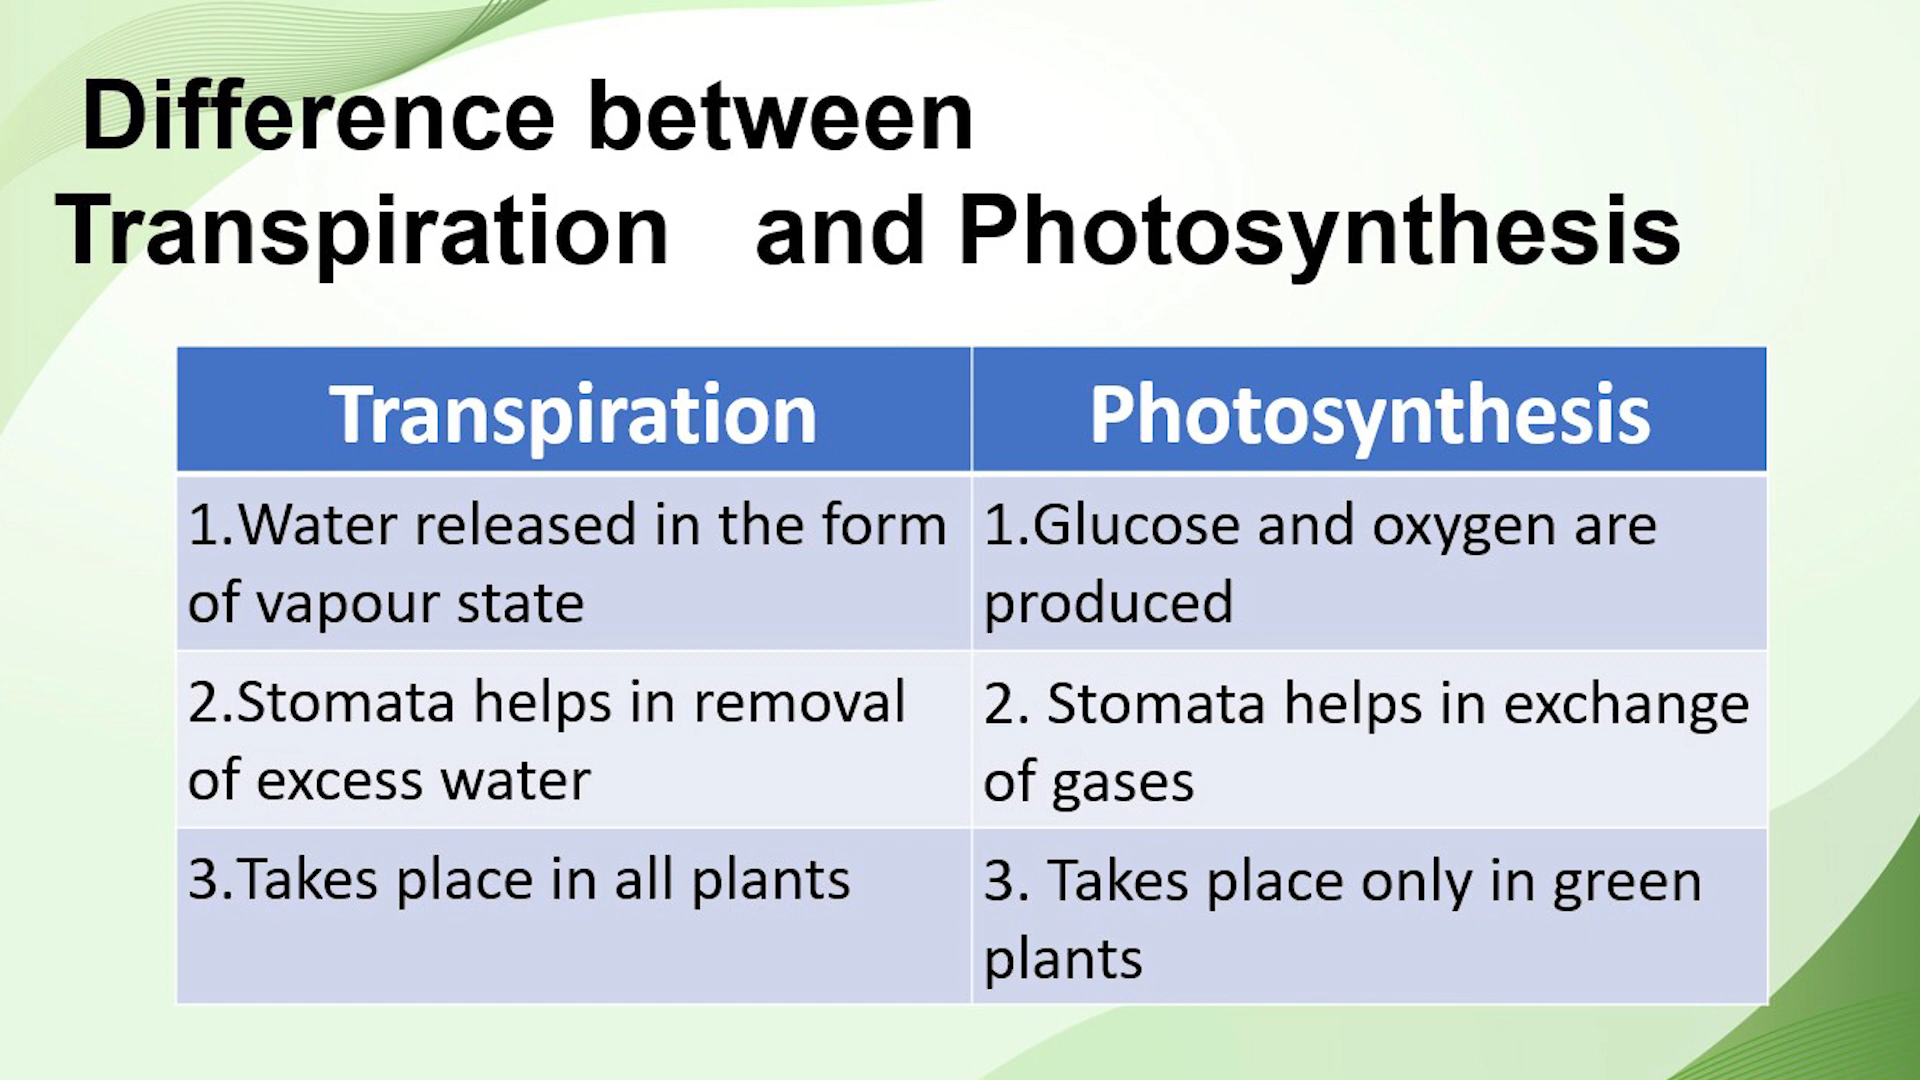 Difference between
Transpiration and Photosynthesis
Transpiration
Photosynthesis
1.Water released in the form
of vapour state
1.Glucose and oxygen are
produced
2.Stomata helps in removal
of excess water
2. Stomata helps in exchange
of gases
3.Takes place in all plants
3. Takes place only in green
plants